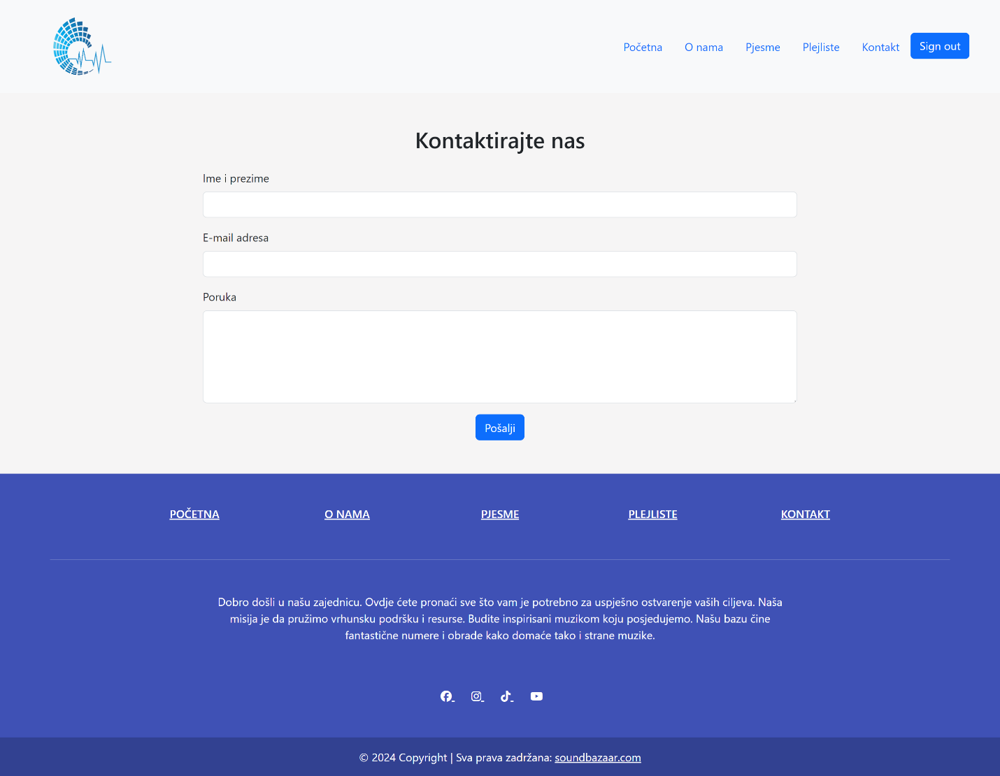 Početna O nama Pjesme Plejliste Kontakt Sign out
Kontaktirajte nas
Ime i prezime
E-mail adresa
Poruka
Pošalji
POČETNA O NAMA PJESME PLEJLISTE KONTAKT
Dobro došli u našu zajednicu. Ovdje ćete pronaći sve što vam je potrebno za uspješno ostvarenje vaših ciljeva. Naša
misija je da pružimo vrhunsku podršku i resurse. Budite inspirisani muzikom koju posjedujemo. Našu bazu čine
fantastične numere i obrade kako domaće tako i strane muzike.
© 2024 Copyright | Sva prava zadržana: soundbazaar.com